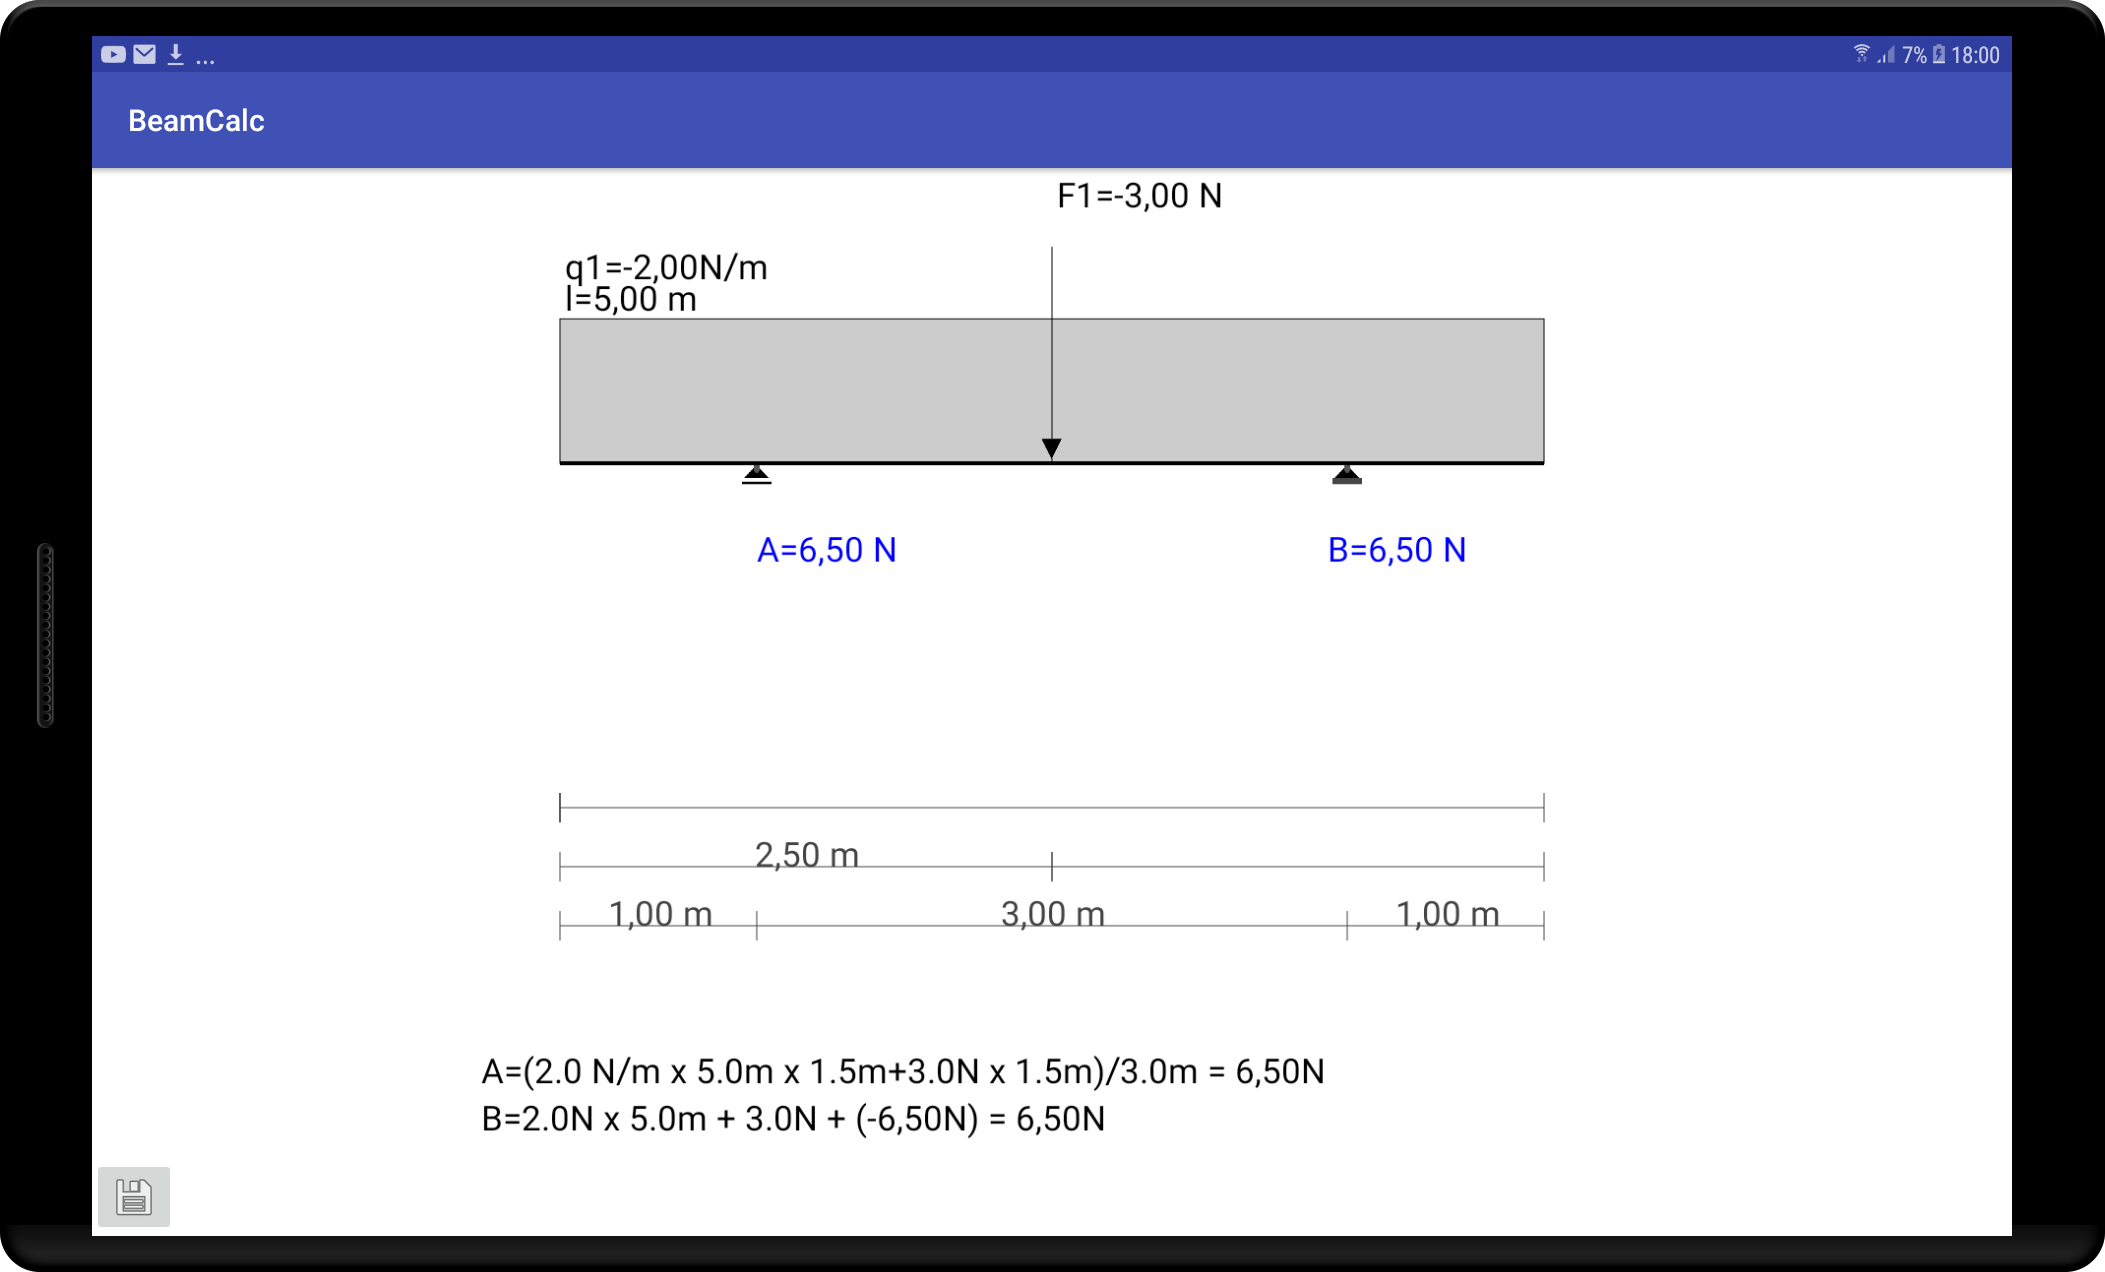 ... 7% 18:00
BeamCalc
F1=-3,00 N
q1=-2,00N/m
l=5,00 m
A=6,50 N B=6,50 N
2,50 m
1,00 m 3,00 m 1,00 m
A=(2.0 N/m x 5.0m x 1.5m+3.0N x 1.5m)/3.0m = 6,50N
B=2.0N x 5.0m + 3.0N + (-6,50N) = 6,50N